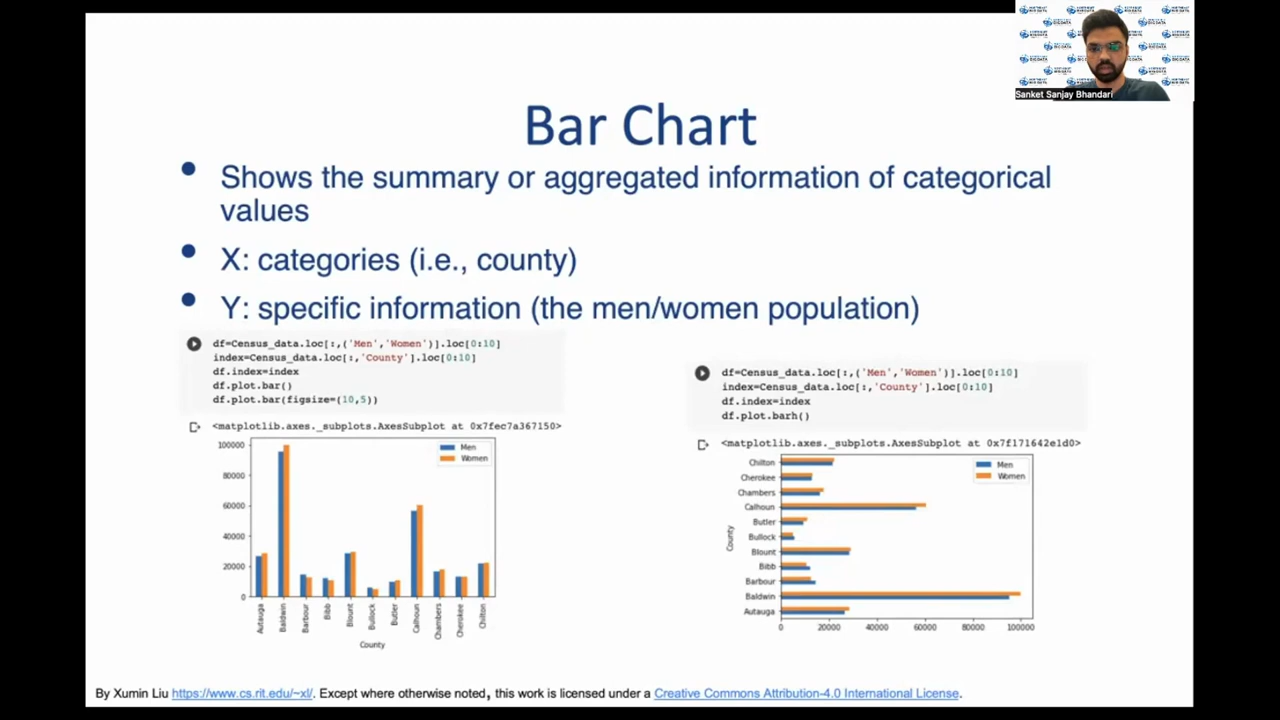 Sanket Sanjay Bhandari
Bar Chart
• Shows the summary or aggregated information of categorical
values
• X: categories (i.e., county)
• Y: specific information (the men/women population)
df=Census_data.loc[:,('Men','Women')].loc[0:10]
index=Census_data.loc[:,'County'].loc[0:10]
df.index=index
df.plot.bar()
df.plot.bar(figsize=(10,5))
<matplotlib.axes._subplots.AxesSubplot at 0x7fec7a367150>
100000
80000
60000
40000
20000
0
Men
Women
Autauga
Baldwin
Barbour
Bibb
Blount
Bullock
Butler
Calhoun
Chambers
Cherokee
Chilton
County
df=Census_data.loc[:,('Men','Women')].loc[0:10]
index=Census_data.loc[:,'County'].loc[0:10]
df.index=index
df.plot.barh()
<matplotlib.axes._subplots.AxesSubplot at 0x7f171642e1d0>
Chilton
Cherokee
Chambers
Calhoun
Butler
Bullock
Blount
Bibb
Barbour
Baldwin
Autauga
County
Men
Women
0 20000 40000 60000 80000 100000
By Xumin Liu https://www.cs.rit.edu/~xl/. Except where otherwise noted, this work is licensed under a Creative Commons Attribution-4.0 International License.